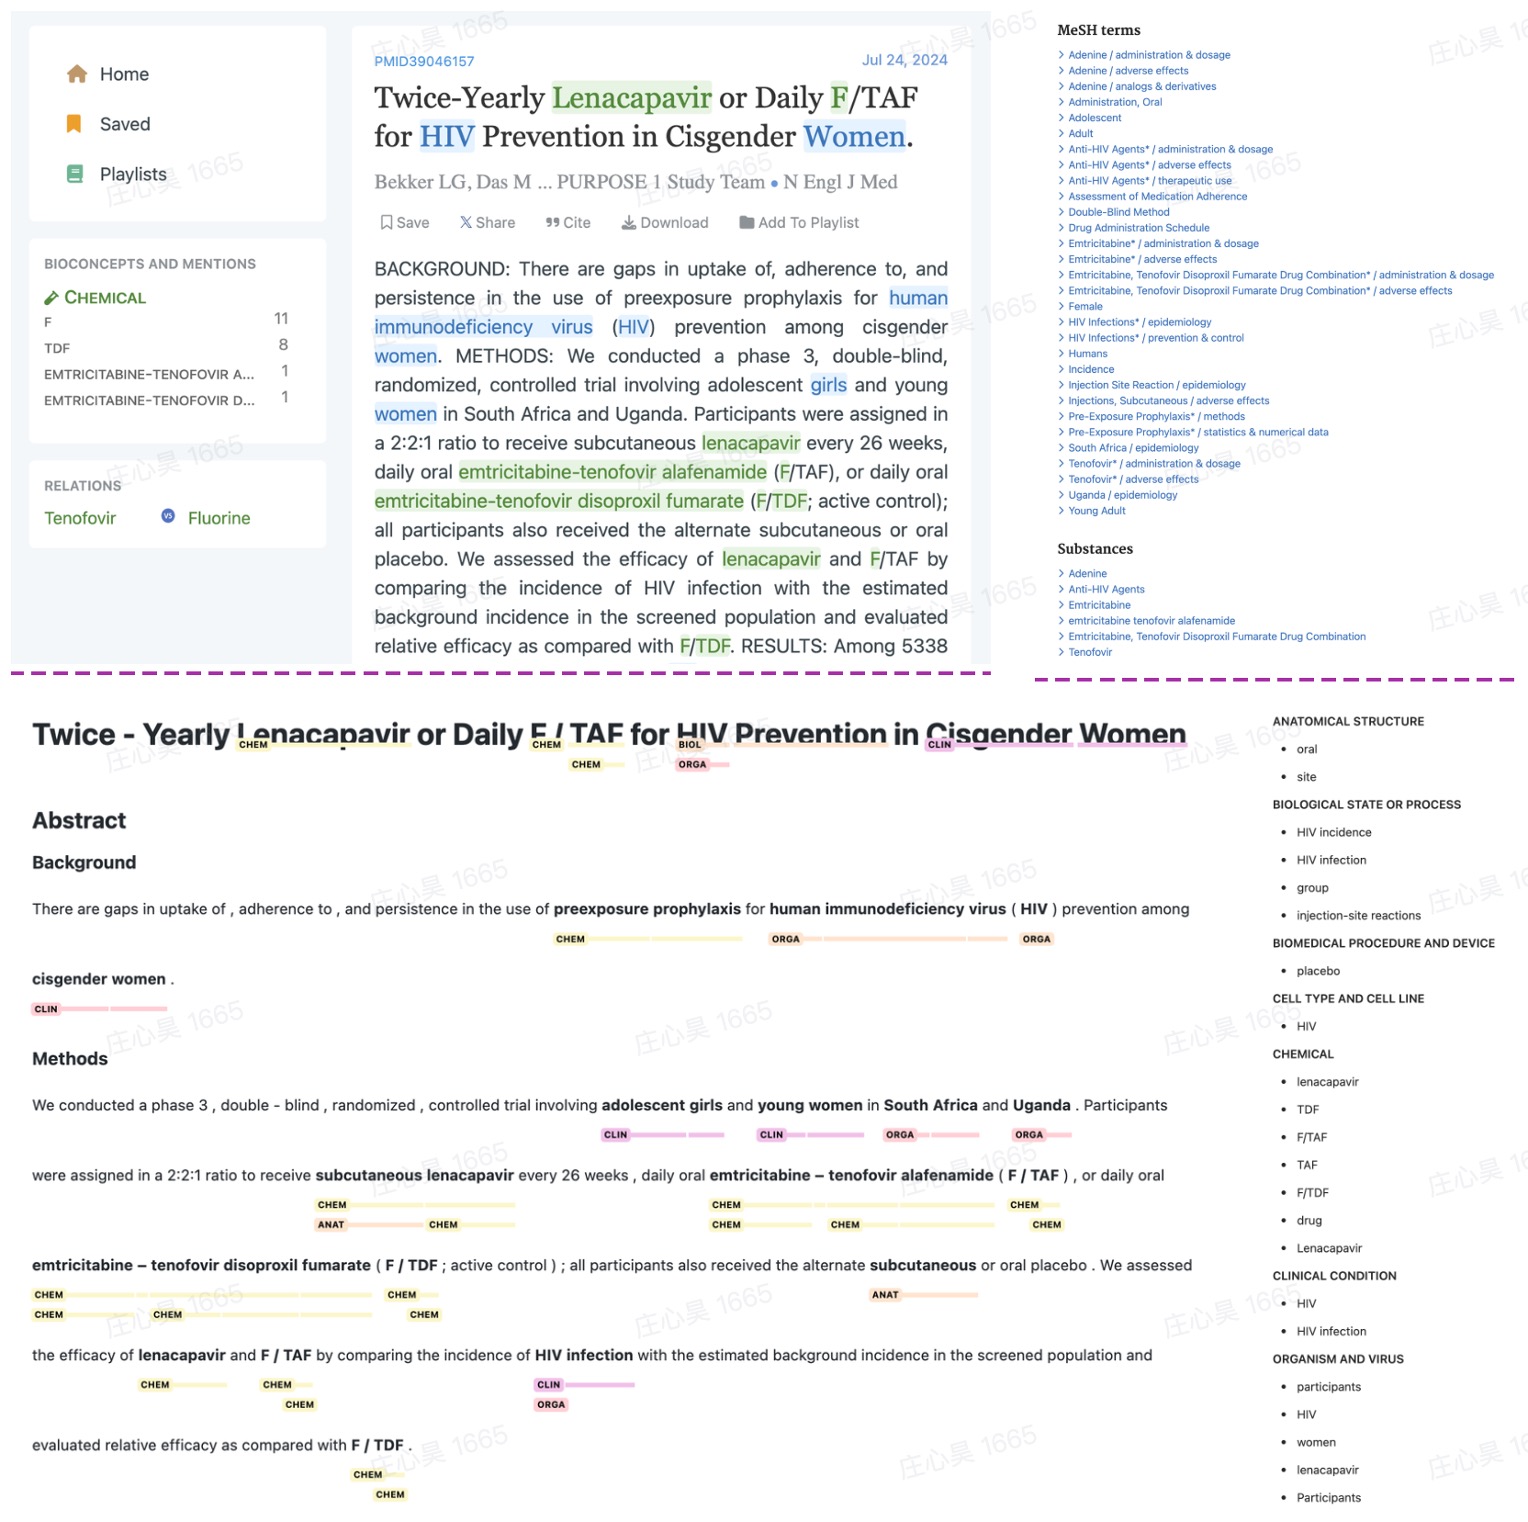 Home
Saved
Playlists
BIOCONCEPTS AND MENTIONS
CHEMICAL
F 11
TDF 8
EMTRICITABINE-TENOFOVIR A... 1
EMTRICITABINE-TENOFOVIR D... 1
RELATIONS
Tenofovir VS Fluorine
PMID39046157 Jul 24, 2024
Twice-Yearly Lenacapavir or Daily F/TAF
for HIV Prevention in Cisgender Women.
Bekker LG, Das M ... PURPOSE 1 Study Team • N Engl J Med
Save Share Cite Download Add To Playlist
BACKGROUND: There are gaps in uptake of, adherence to, and
persistence in the use of preexposure prophylaxis for human
immunodeficiency virus (HIV) prevention among cisgender
women. METHODS: We conducted a phase 3, double-blind,
randomized, controlled trial involving adolescent girls and young
women in South Africa and Uganda. Participants were assigned in
a 2:2:1 ratio to receive subcutaneous lenacapavir every 26 weeks,
daily oral emtricitabine-tenofovir alafenamide (F/TAF), or daily oral
emtricitabine-tenofovir disoproxil fumarate (F/TDF; active control);
all participants also received the alternate subcutaneous or oral
placebo. We assessed the efficacy of lenacapavir and F/TAF by
comparing the incidence of HIV infection with the estimated
background incidence in the screened population and evaluated
relative efficacy as compared with F/TDF. RESULTS: Among 5338
MeSH terms
Adenine / administration & dosage
Adenine / adverse effects
Adenine / analogs & derivatives
Administration, Oral
Adolescent
Adult
Anti-HIV Agents* / administration & dosage
Anti-HIV Agents* / adverse effects
Anti-HIV Agents* / therapeutic use
Assessment of Medication Adherence
Double-Blind Method
Drug Administration Schedule
Emtricitabine* / administration & dosage
Emtricitabine* / adverse effects
Emtricitabine, Tenofovir Disoproxil Fumarate Drug Combination* / administration & dosage
Emtricitabine, Tenofovir Disoproxil Fumarate Drug Combination* / adverse effects
Female
HIV Infections* / epidemiology
HIV Infections* / prevention & control
Humans
Incidence
Injection Site Reaction / epidemiology
Injections, Subcutaneous / adverse effects
Pre-Exposure Prophylaxis* / methods
Pre-Exposure Prophylaxis* / statistics & numerical data
South Africa / epidemiology
Tenofovir* / administration & dosage
Tenofovir* / adverse effects
Uganda / epidemiology
Young Adult
Substances
Adenine
Anti-HIV Agents
Emtricitabine
emtricitabine tenofovir alafenamide
Emtricitabine, Tenofovir Disoproxil Fumarate Drug Combination
Tenofovir
Twice - Yearly Lenacapavir or Daily F / TAF for HIV Prevention in Cisgender Women
CHEM CHEM BIOL CLIN
CHEM ORGA
Abstract
Background
There are gaps in uptake of , adherence to , and persistence in the use of preexposure prophylaxis for human immunodeficiency virus ( HIV ) prevention among
CHEM ORGA ORGA
cisgender women .
CLIN
Methods
We conducted a phase 3 , double - blind , randomized , controlled trial involving adolescent girls and young women in South Africa and Uganda . Participants
CLIN CLIN ORGA ORGA
were assigned in a 2:2:1 ratio to receive subcutaneous lenacapavir every 26 weeks , daily oral emtricitabine – tenofovir alafenamide ( F / TAF ) , or daily oral
CHEM CHEM CHEM
ANAT CHEM CHEM CHEM CHEM
emtricitabine – tenofovir disoproxil fumarate ( F / TDF ; active control ) ; all participants also received the alternate subcutaneous or oral placebo . We assessed
CHEM CHEM ANAT
CHEM CHEM CHEM
the efficacy of lenacapavir and F / TAF by comparing the incidence of HIV infection with the estimated background incidence in the screened population and
CHEM CHEM CLIN
CHEM ORGA
evaluated relative efficacy as compared with F / TDF .
CHEM
CHEM
ANATOMICAL STRUCTURE
• oral
• site
BIOLOGICAL STATE OR PROCESS
• HIV incidence
• HIV infection
• group
• injection-site reactions
BIOMEDICAL PROCEDURE AND DEVICE
• placebo
CELL TYPE AND CELL LINE
• HIV
CHEMICAL
• lenacapavir
• TDF
• F/TAF
• TAF
• F/TDF
• drug
• Lenacapavir
CLINICAL CONDITION
• HIV
• HIV infection
ORGANISM AND VIRUS
• participants
• HIV
• women
• lenacapavir
• Participants
庄心昊 1665